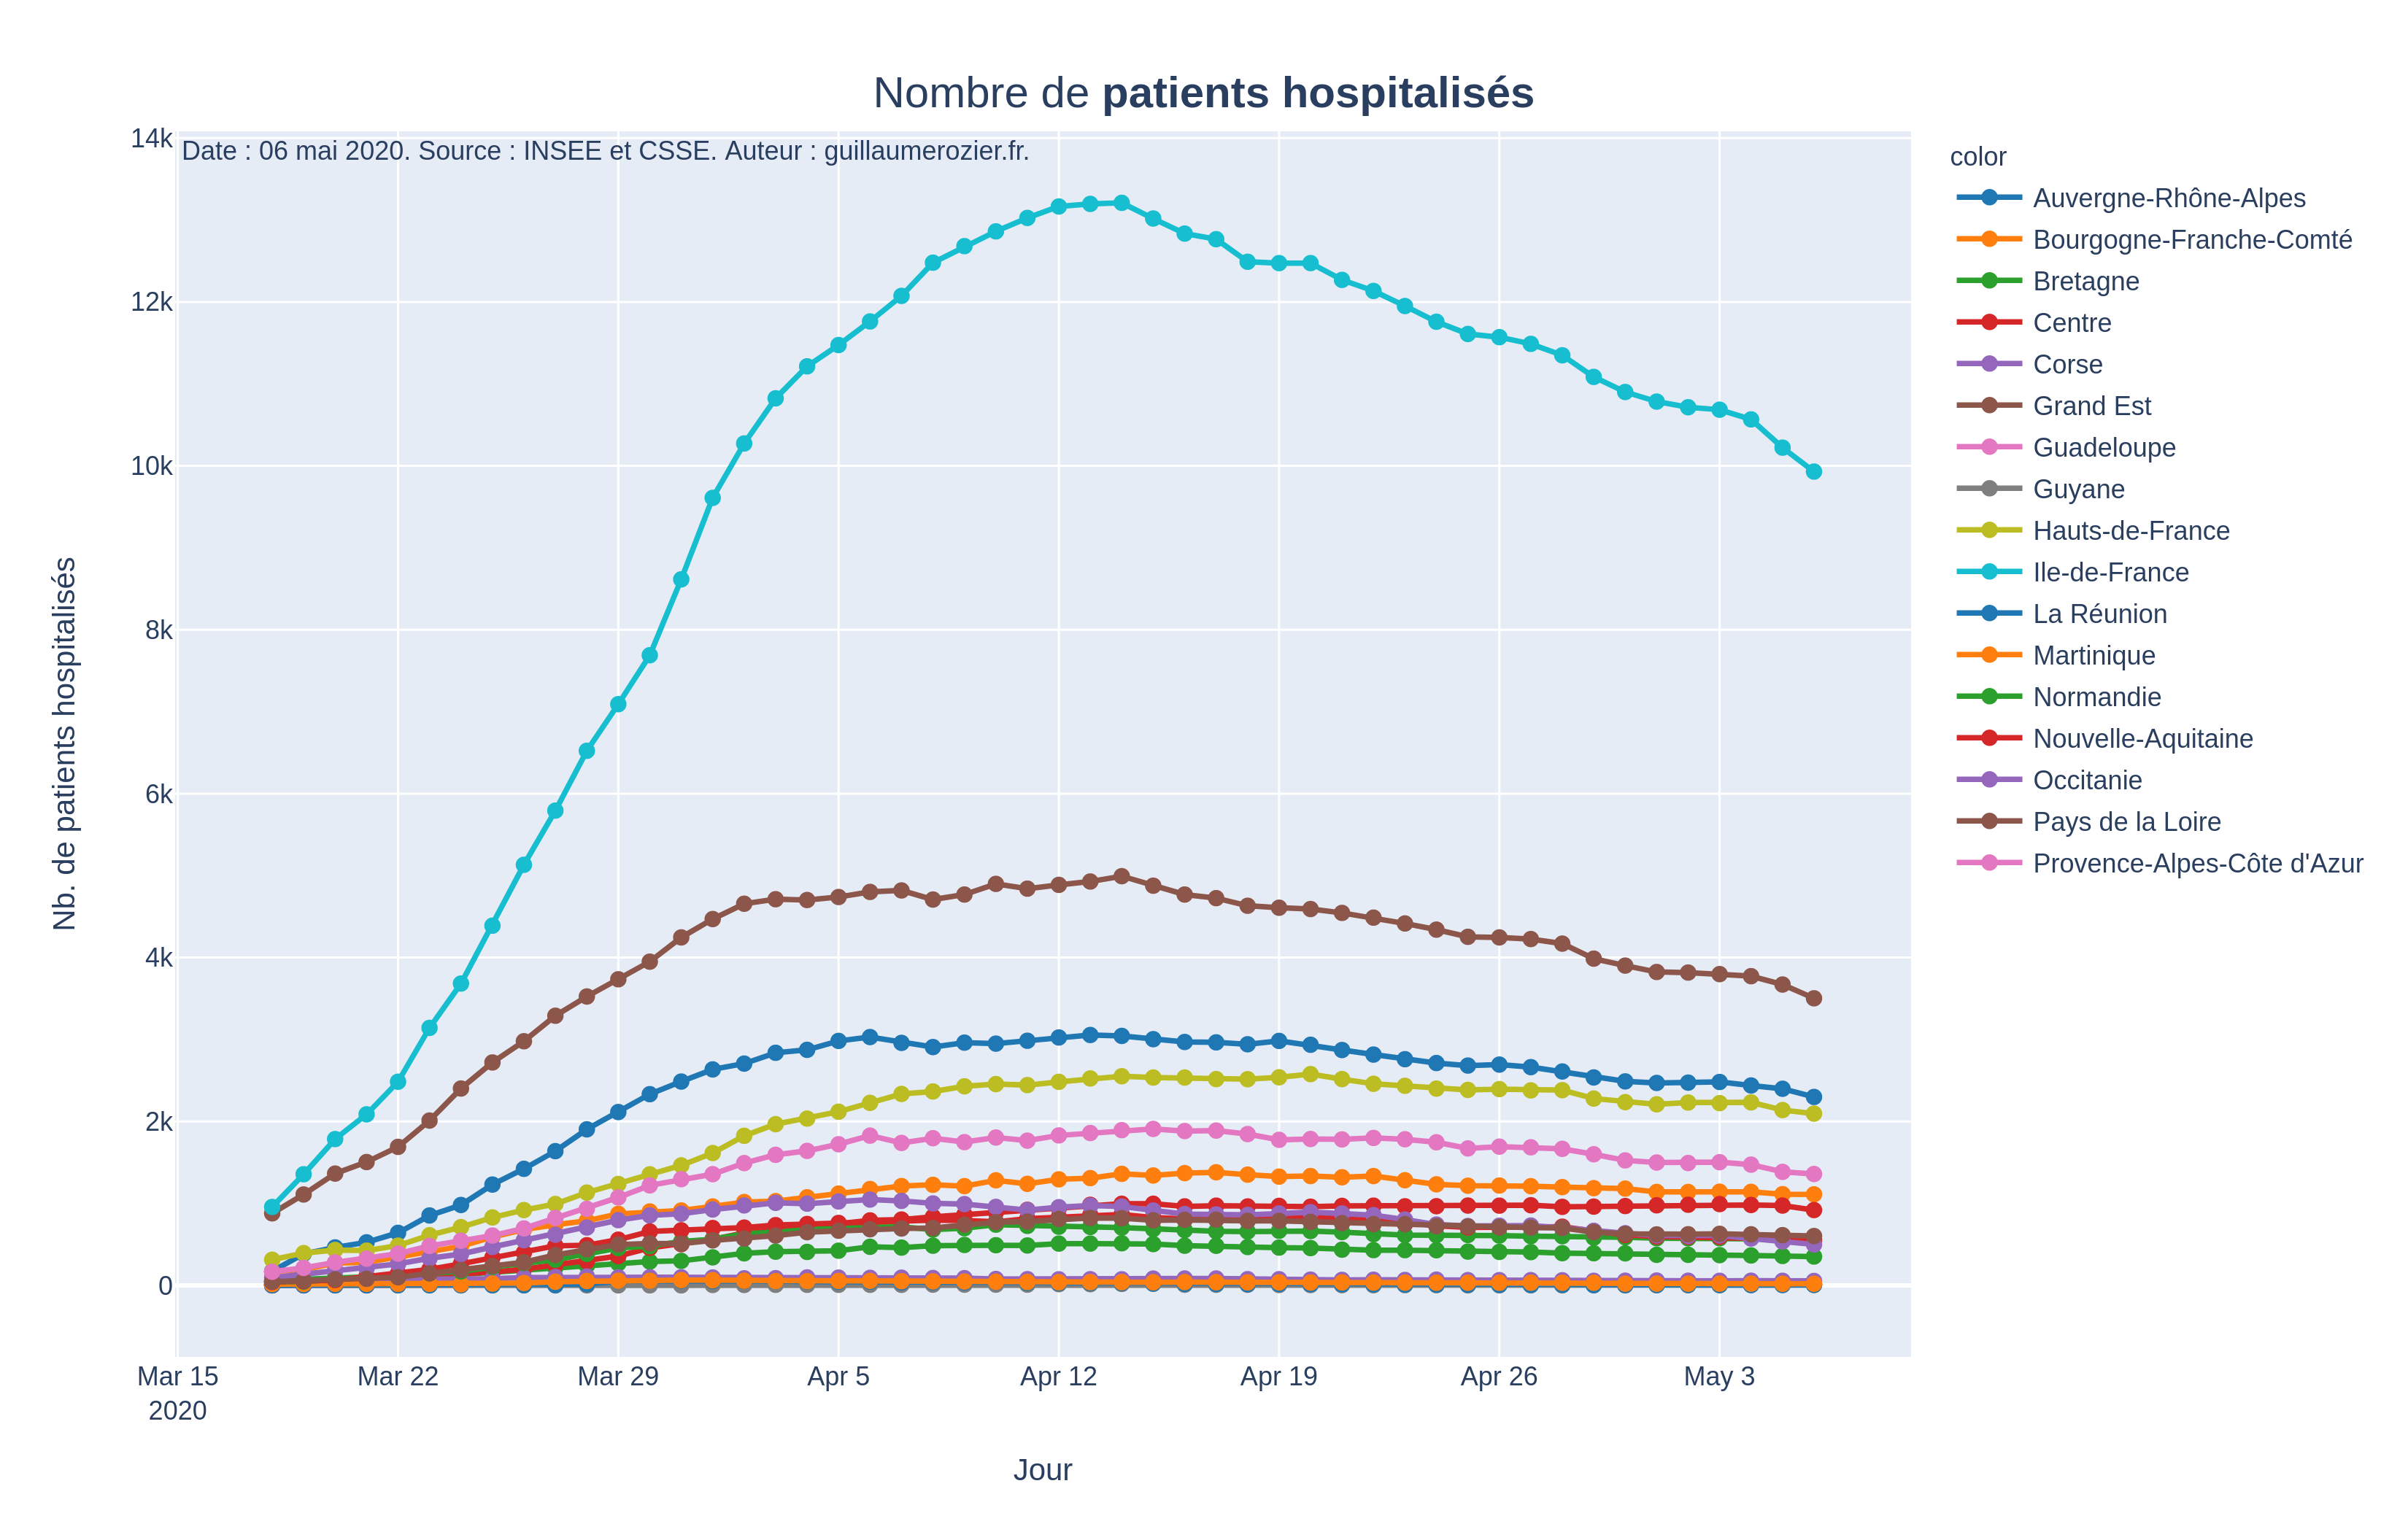 Nombre de patients hospitalisés
Date : 06 mai 2020. Source : INSEE et CSSE. Auteur : guillaumerozier.fr.
Nb. de patients hospitalisés
14k
12k
10k
8k
6k
4k
2k
0
Mar 15
2020
Mar 22
Mar 29
Apr 5
Apr 12
Apr 19
Apr 26
May 3
Jour
color
Auvergne-Rhône-Alpes
Bourgogne-Franche-Comté
Bretagne
Centre
Corse
Grand Est
Guadeloupe
Guyane
Hauts-de-France
Ile-de-France
La Réunion
Martinique
Normandie
Nouvelle-Aquitaine
Occitanie
Pays de la Loire
Provence-Alpes-Côte d'Azur